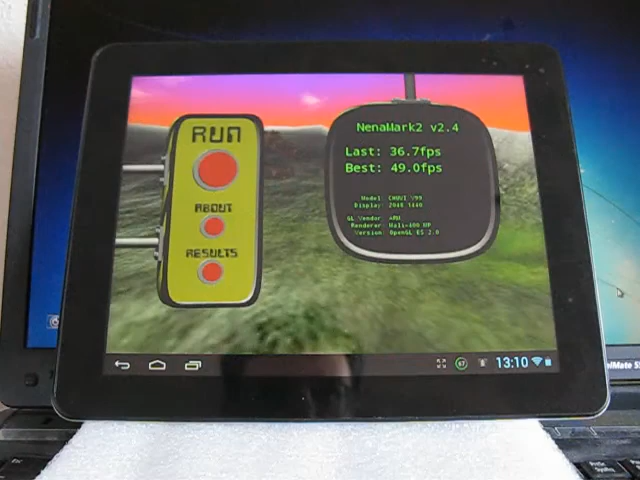 RUN
ABOUT
RESULTS
NenaMark2 v2.4
Last: 36.7fps
Best: 49.0fps
Model:
Display:
GL Vendor ARM
Renderer Mali-400 MP
Version OpenGL ES 2.0
67
13:10